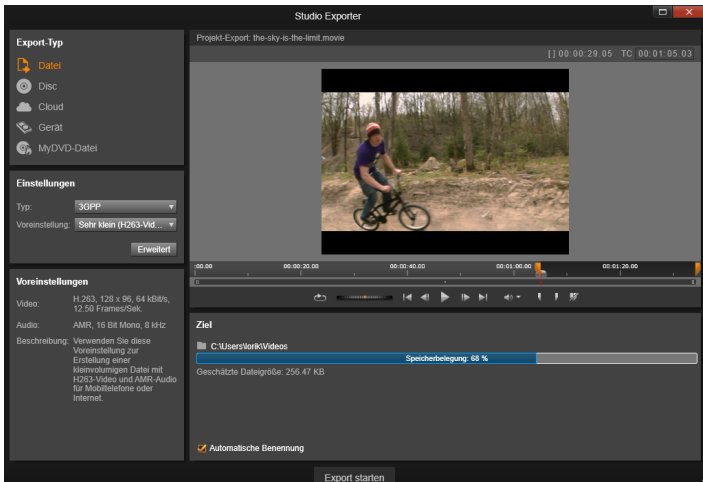 Studio Exporter
Export-Typ
Datei
Disc
Cloud
Gerät
MyDVD-Datei
Einstellungen
Typ: 3GPP
Voreinstellung: Sehr klein (H263-Vid...
Erweitert
Voreinstellungen
Video: H.263, 128 x 96, 64 kBit/s,
12.50 Frames/Sek.
Audio: AMR, 16 Bit Mono, 8 kHz
Beschreibung: Verwenden Sie diese
Voreinstellung zur
Erstellung einer
kleinvolumigen Datei mit
H263-Video und AMR-Audio
für Mobiltelefone oder
Internet.
Projekt-Export: the-sky-is-the-limit.movie
[ ] 00:00:29.05 TC 00:01:05.03
:00.00 00:00:20.00 00:00:40.00 00:01:00.00 00:01:20.00
Ziel
C:\Users\lorik\Videos
Speicherbelegung: 68 %
Geschätzte Dateigröße: 256.47 KB
Automatische Benennung
Export starten